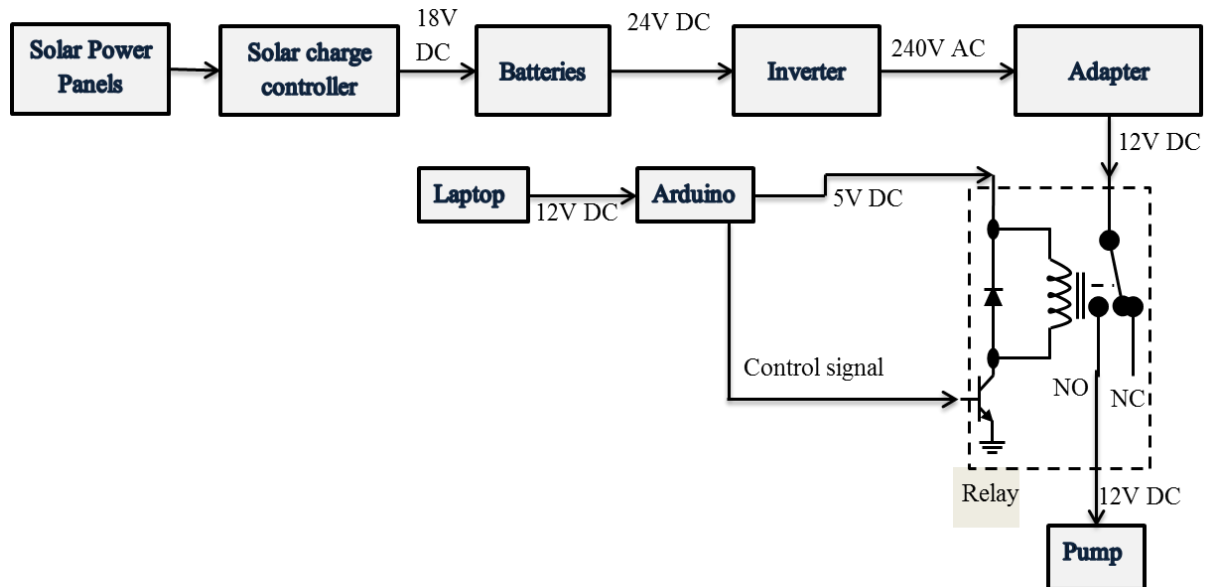 Solar Power
Panels
Solar charge
controller
18V
DC
Batteries
24V DC
Inverter
240V AC
Adapter
12V DC
Laptop
12V DC
Arduino
5V DC
Control signal
NO
NC
Relay
12V DC
Pump